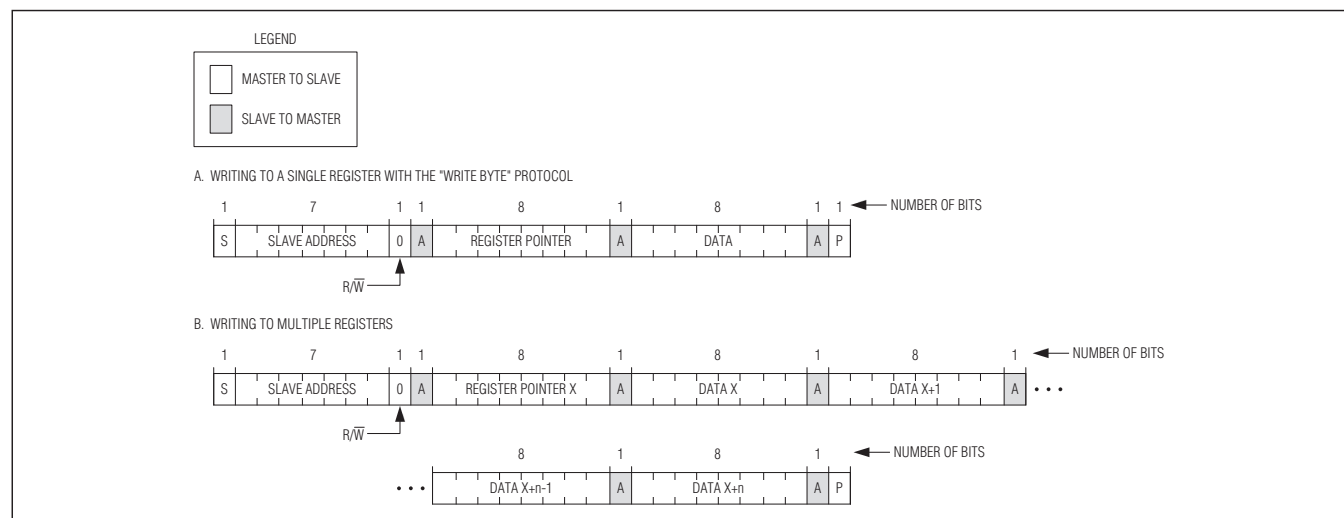 LEGEND
MASTER TO SLAVE
SLAVE TO MASTER
A. WRITING TO A SINGLE REGISTER WITH THE "WRITE BYTE" PROTOCOL
1 7 1 1 8 1 8 1 1 NUMBER OF BITS
S SLAVE ADDRESS 0 A REGISTER POINTER A DATA A P
R/W̅
B. WRITING TO MULTIPLE REGISTERS
1 7 1 1 8 1 8 1 8 1 NUMBER OF BITS
S SLAVE ADDRESS 0 A REGISTER POINTER X A DATA X A DATA X+1 A • • •
R/W̅
8 1 8 1 NUMBER OF BITS
• • • DATA X+n-1 A DATA X+n A P